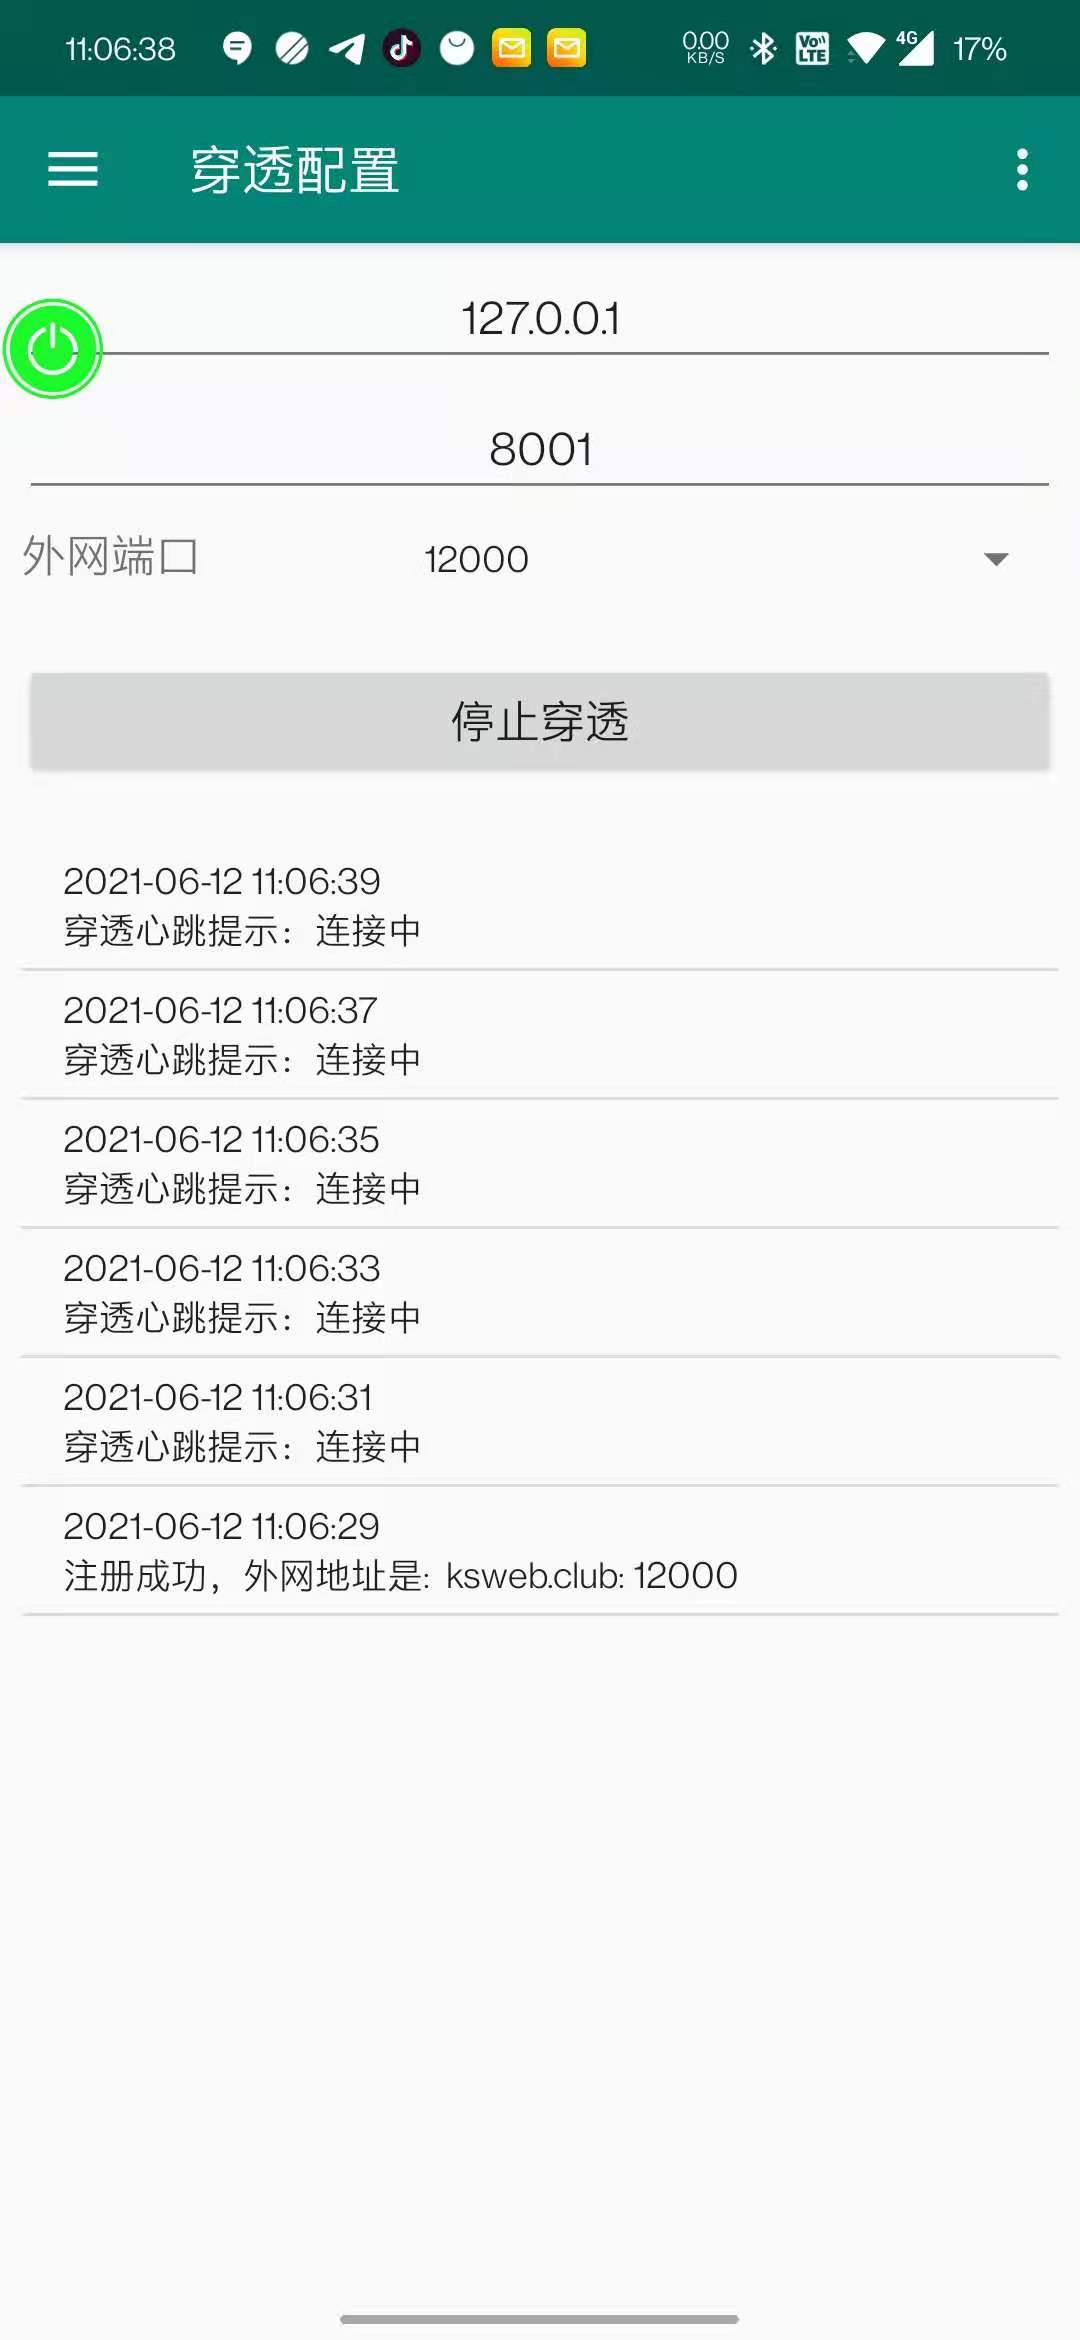 11:06:38 0.00 KB/S VoLTE 4G 17%
穿透配置
127.0.0.1
8001
外网端口 12000
停止穿透
2021-06-12 11:06:39
穿透心跳提示：连接中
2021-06-12 11:06:37
穿透心跳提示：连接中
2021-06-12 11:06:35
穿透心跳提示：连接中
2021-06-12 11:06:33
穿透心跳提示：连接中
2021-06-12 11:06:31
穿透心跳提示：连接中
2021-06-12 11:06:29
注册成功，外网地址是: ksweb.club: 12000